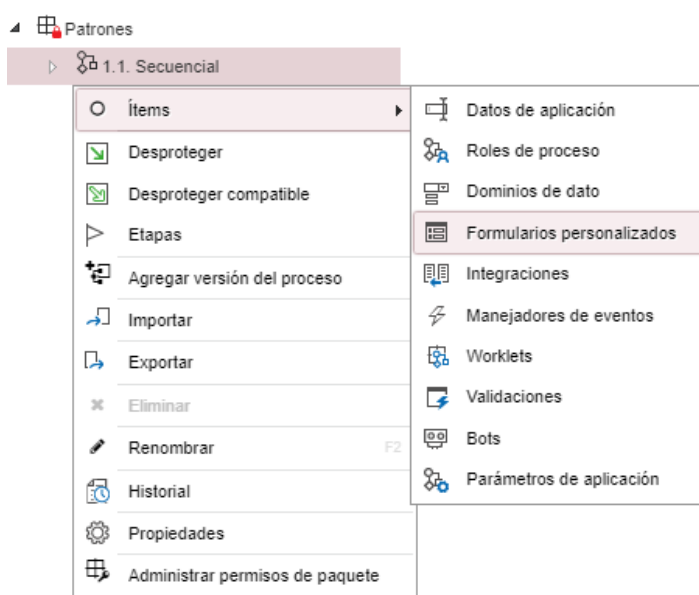 Patrones
1.1. Secuencial
Ítems
Desproteger
Desproteger compatible
Etapas
Agregar versión del proceso
Importar
Exportar
Eliminar
Renombrar F2
Historial
Propiedades
Administrar permisos de paquete
Datos de aplicación
Roles de proceso
Dominios de dato
Formularios personalizados
Integraciones
Manejadores de eventos
Worklets
Validaciones
Bots
Parámetros de aplicación